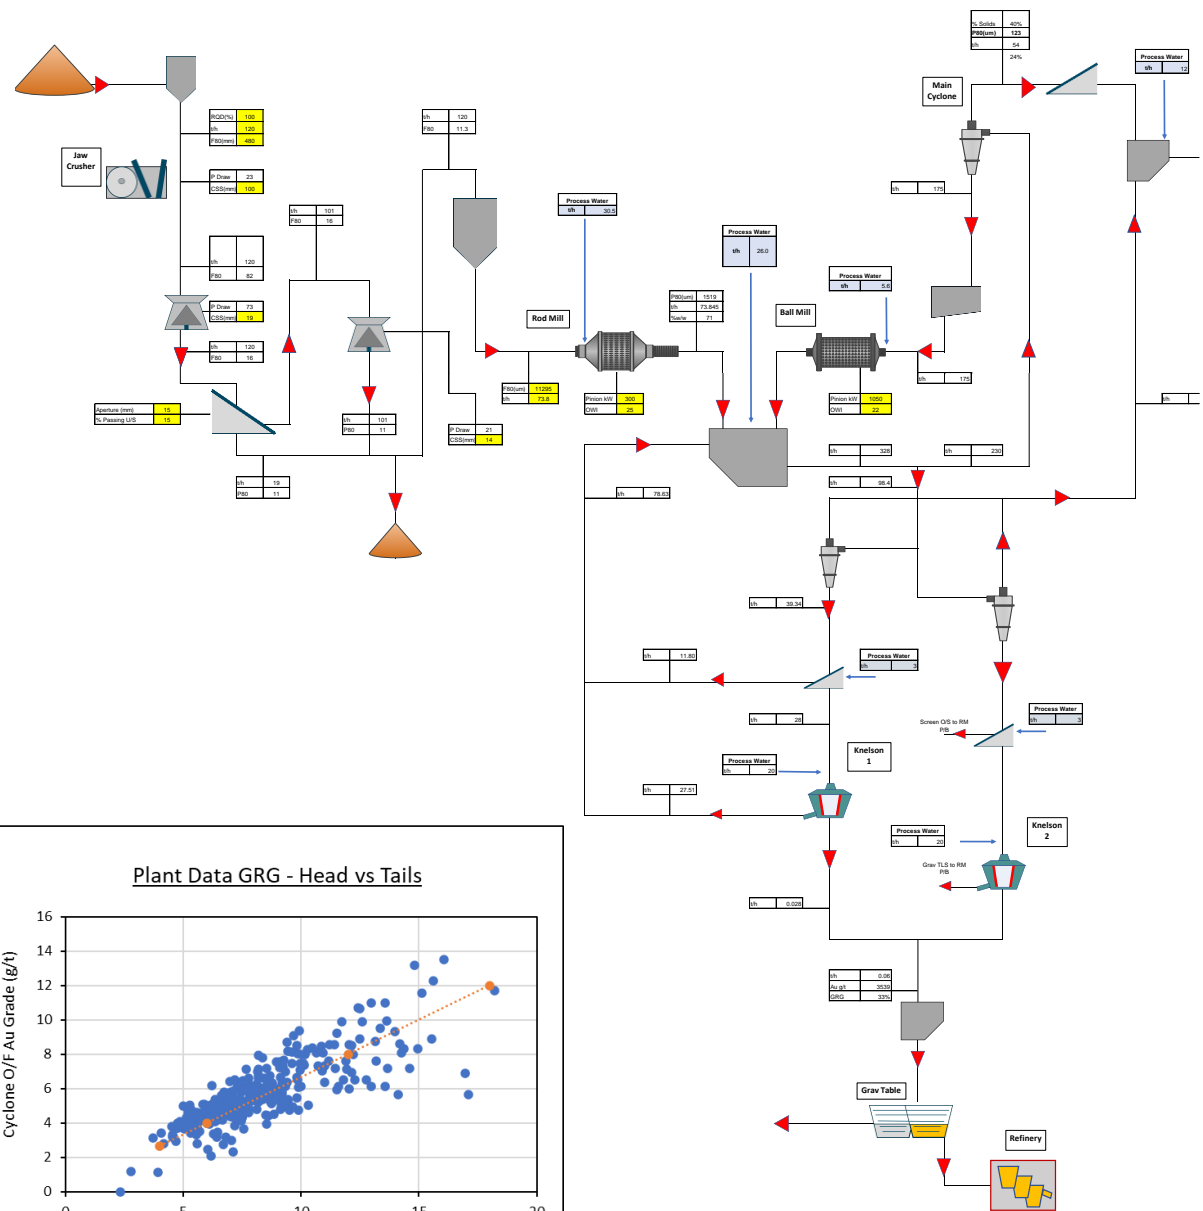 % Solids 40%
P80(um) 123
t/h 54
24%
Process Water
t/h 12
Main
Cyclone
RQD(%) 100
t/h 120
F80(mm) 480
t/h 120
F80 11.3
Jaw
Crusher
P Draw 23
CSS(mm) 100
t/h 175
Process Water
t/h 30.5
t/h 101
F80 16
Process Water
t/h 26.0
t/h 120
F80 82
Process Water
t/h 5.6
P80(um) 1519
t/h 73.845
%w/w 71
P Draw 73
CSS(mm) 19
Rod Mill
Ball Mill
t/h 120
F80 16
t/h 175
F80(um) 11295
t/h 73.8
Pinion kW 300
OWI 25
Pinion kW 1050
OWI 22
t/h
Aperture (mm) 15
% Passing U/S 15
t/h 101
P80 11
P Draw 21
CSS(mm) 14
t/h 328
t/h 230
t/h 19
P80 11
t/h 98.4
t/h 78.63
t/h 39.34
t/h 11.80
Process Water
t/h 3
t/h 28
Process Water
t/h 3
Screen O/S to RM
P/B
Knelson
1
Process Water
t/h 20
t/h 27.51
Knelson
2
Process Water
t/h 20
Grav TLS to RM
P/B
t/h 0.028
t/h 0.06
Au g/t 3539
GRG 33%
Grav Table
Refinery
Plant Data GRG - Head vs Tails
Cyclone O/F Au Grade (g/t)
16
14
12
10
8
6
4
2
0
0 5 10 15 20